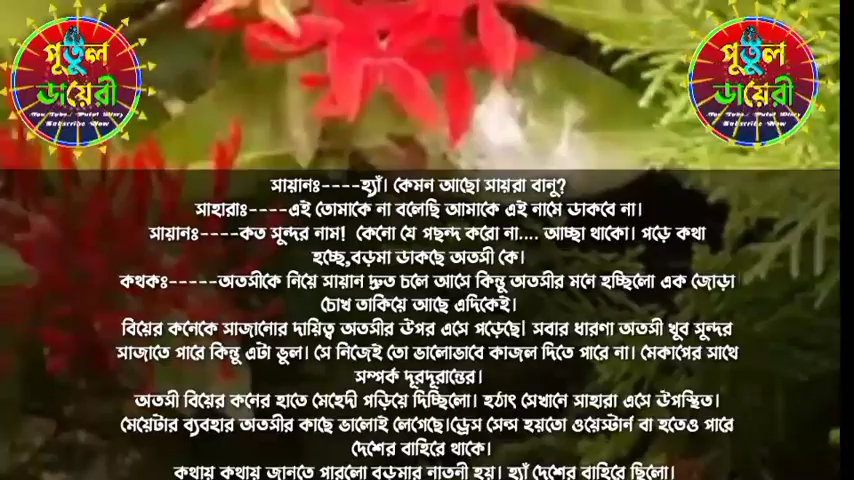 পুতুল
ডায়েরী
পুতুল
ডায়েরী
সায়ানঃ----হ্যাঁ। কেমন আছো সায়রা বানু?
সাহারাঃ----এই তোমাকে না বলেছি আমাকে এই নামে ডাকবে না।
সায়ানঃ----কত সুন্দর নাম! কেনো যে পছন্দ করো না.... আচ্ছা থাকো। পড়ে কথা
হচ্ছে,বড়মা ডাকছে অতসী কে।
কথকঃ-----অতসীকে নিয়ে সায়ান দ্রুত চলে আসে কিন্তু অতসীর মনে হচ্ছিলো এক জোড়া
চোখ তাকিয়ে আছে এদিকেই।
বিয়ের কনেকে সাজানোর দায়িত্ব অতসীর উপর এসে পড়েছে। সবার ধারণা অতসী খুব সুন্দর
সাজাতে পারে কিন্তু এটা ভুল। সে নিজেই তো ভালোভাবে কাজল দিতে পারে না। মেকাপের সাথে
সম্পর্ক দূরদূরান্তের।
অতসী বিয়ের কনের হাতে মেহেদী পড়িয়ে দিচ্ছিলো। হঠাৎ সেখানে সাহারা এসে উপস্থিত।
মেয়েটার ব্যবহার অতসীর কাছে ভালোই লেগেছে।ড্রেস সেন্স হয়তো ওয়েস্টার্ন বা হতেও পারে
দেশের বাহিরে থাকে।
কথায় কথায় জানতে পারলো বড়মার নাতনী হয়। হ্যাঁ দেশের বাহিরে ছিলো।